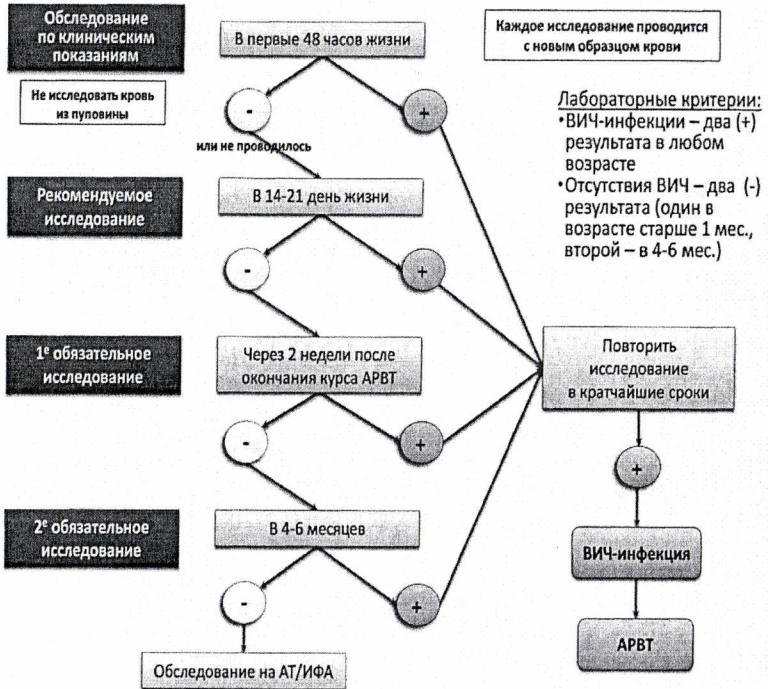 Обследование
по клиническим
показаниям
В первые 48 часов жизни
Каждое исследование проводится
с новым образцом крови
Не исследовать кровь
из пуповины
-
+
или не проводилось
Лабораторные критерии:
•ВИЧ-инфекции – два (+)
результата в любом
возрасте
•Отсутствия ВИЧ – два (-)
результата (один в
возрасте старше 1 мес.,
второй – в 4-6 мес.)
Рекомендуемое
исследование
В 14-21 день жизни
-
+
1е обязательное
исследование
Через 2 недели после
окончания курса АРВТ
Повторить
исследование
в кратчайшие сроки
-
+
+
2е обязательное
исследование
В 4-6 месяцев
ВИЧ-инфекция
-
+
АРВТ
Обследование на АТ/ИФА